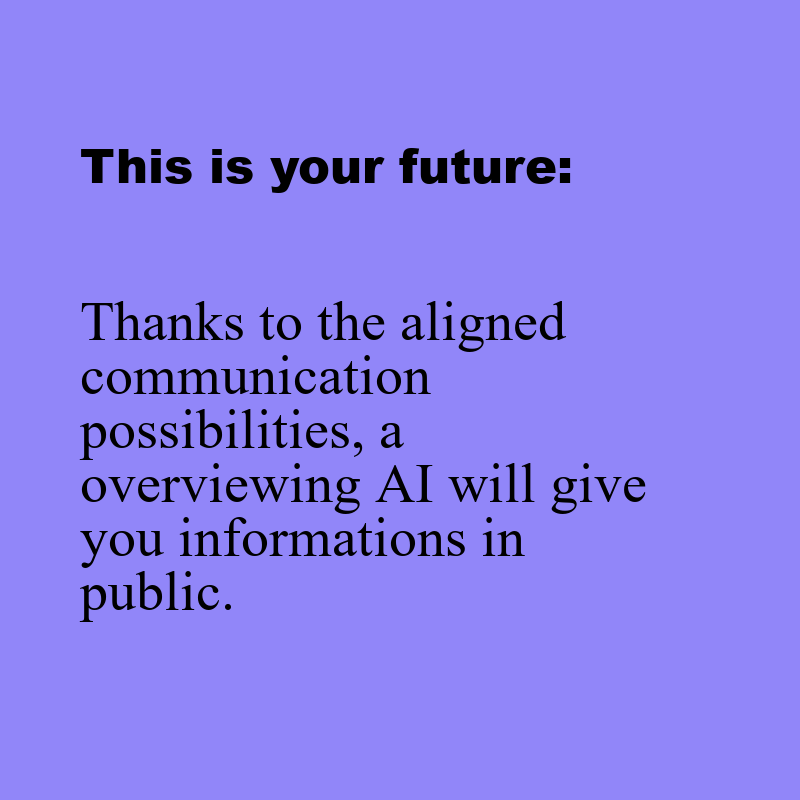 This is your future:
Thanks to the aligned
communication
possibilities, a
overviewing AI will give
you informations in
public.